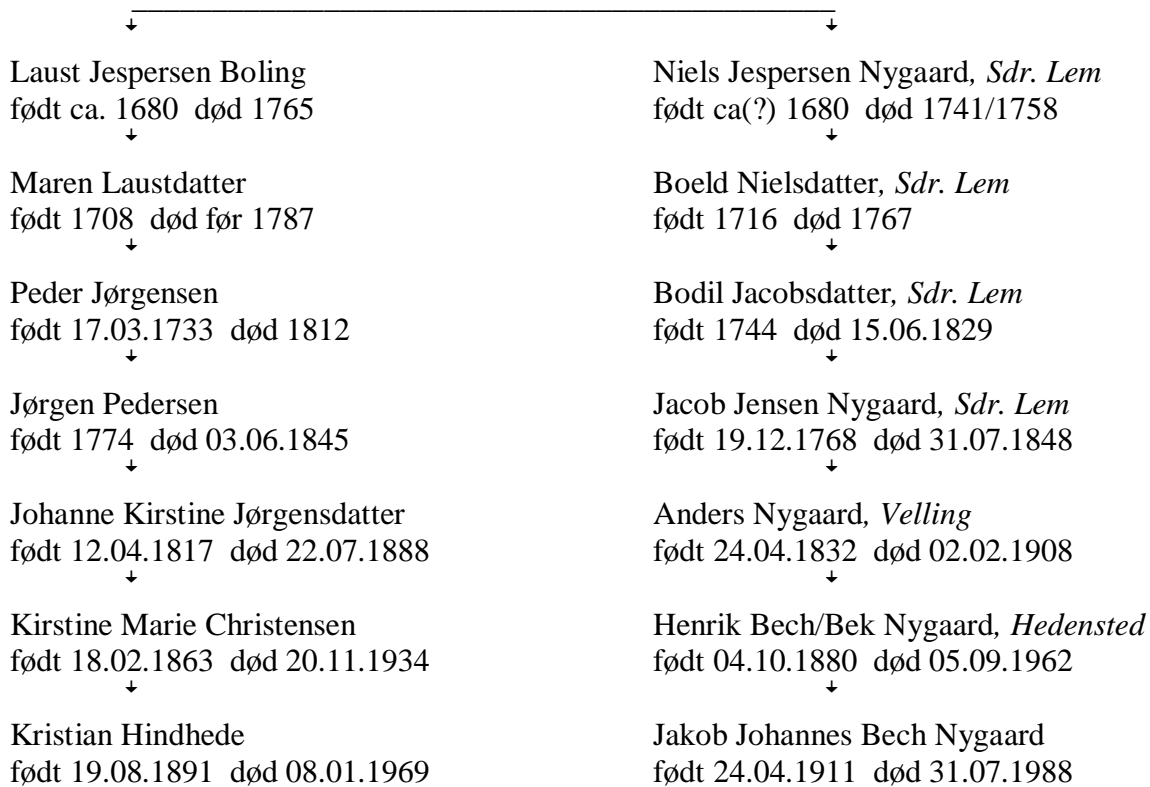 Laust Jespersen Boling
født ca. 1680 død 1765
Maren Laustdatter
født 1708 død før 1787
Peder Jørgensen
født 17.03.1733 død 1812
Jørgen Pedersen
født 1774 død 03.06.1845
Johanne Kirstine Jørgensdatter
født 12.04.1817 død 22.07.1888
Kirstine Marie Christensen
født 18.02.1863 død 20.11.1934
Kristian Hindhede
født 19.08.1891 død 08.01.1969
Niels Jespersen Nygaard, Sdr. Lem
født ca(?) 1680 død 1741/1758
Boeld Nielsdatter, Sdr. Lem
født 1716 død 1767
Bodil Jacobsdatter, Sdr. Lem
født 1744 død 15.06.1829
Jacob Jensen Nygaard, Sdr. Lem
født 19.12.1768 død 31.07.1848
Anders Nygaard, Velling
født 24.04.1832 død 02.02.1908
Henrik Bech/Bek Nygaard, Hedensted
født 04.10.1880 død 05.09.1962
Jakob Johannes Bech Nygaard
født 24.04.1911 død 31.07.1988